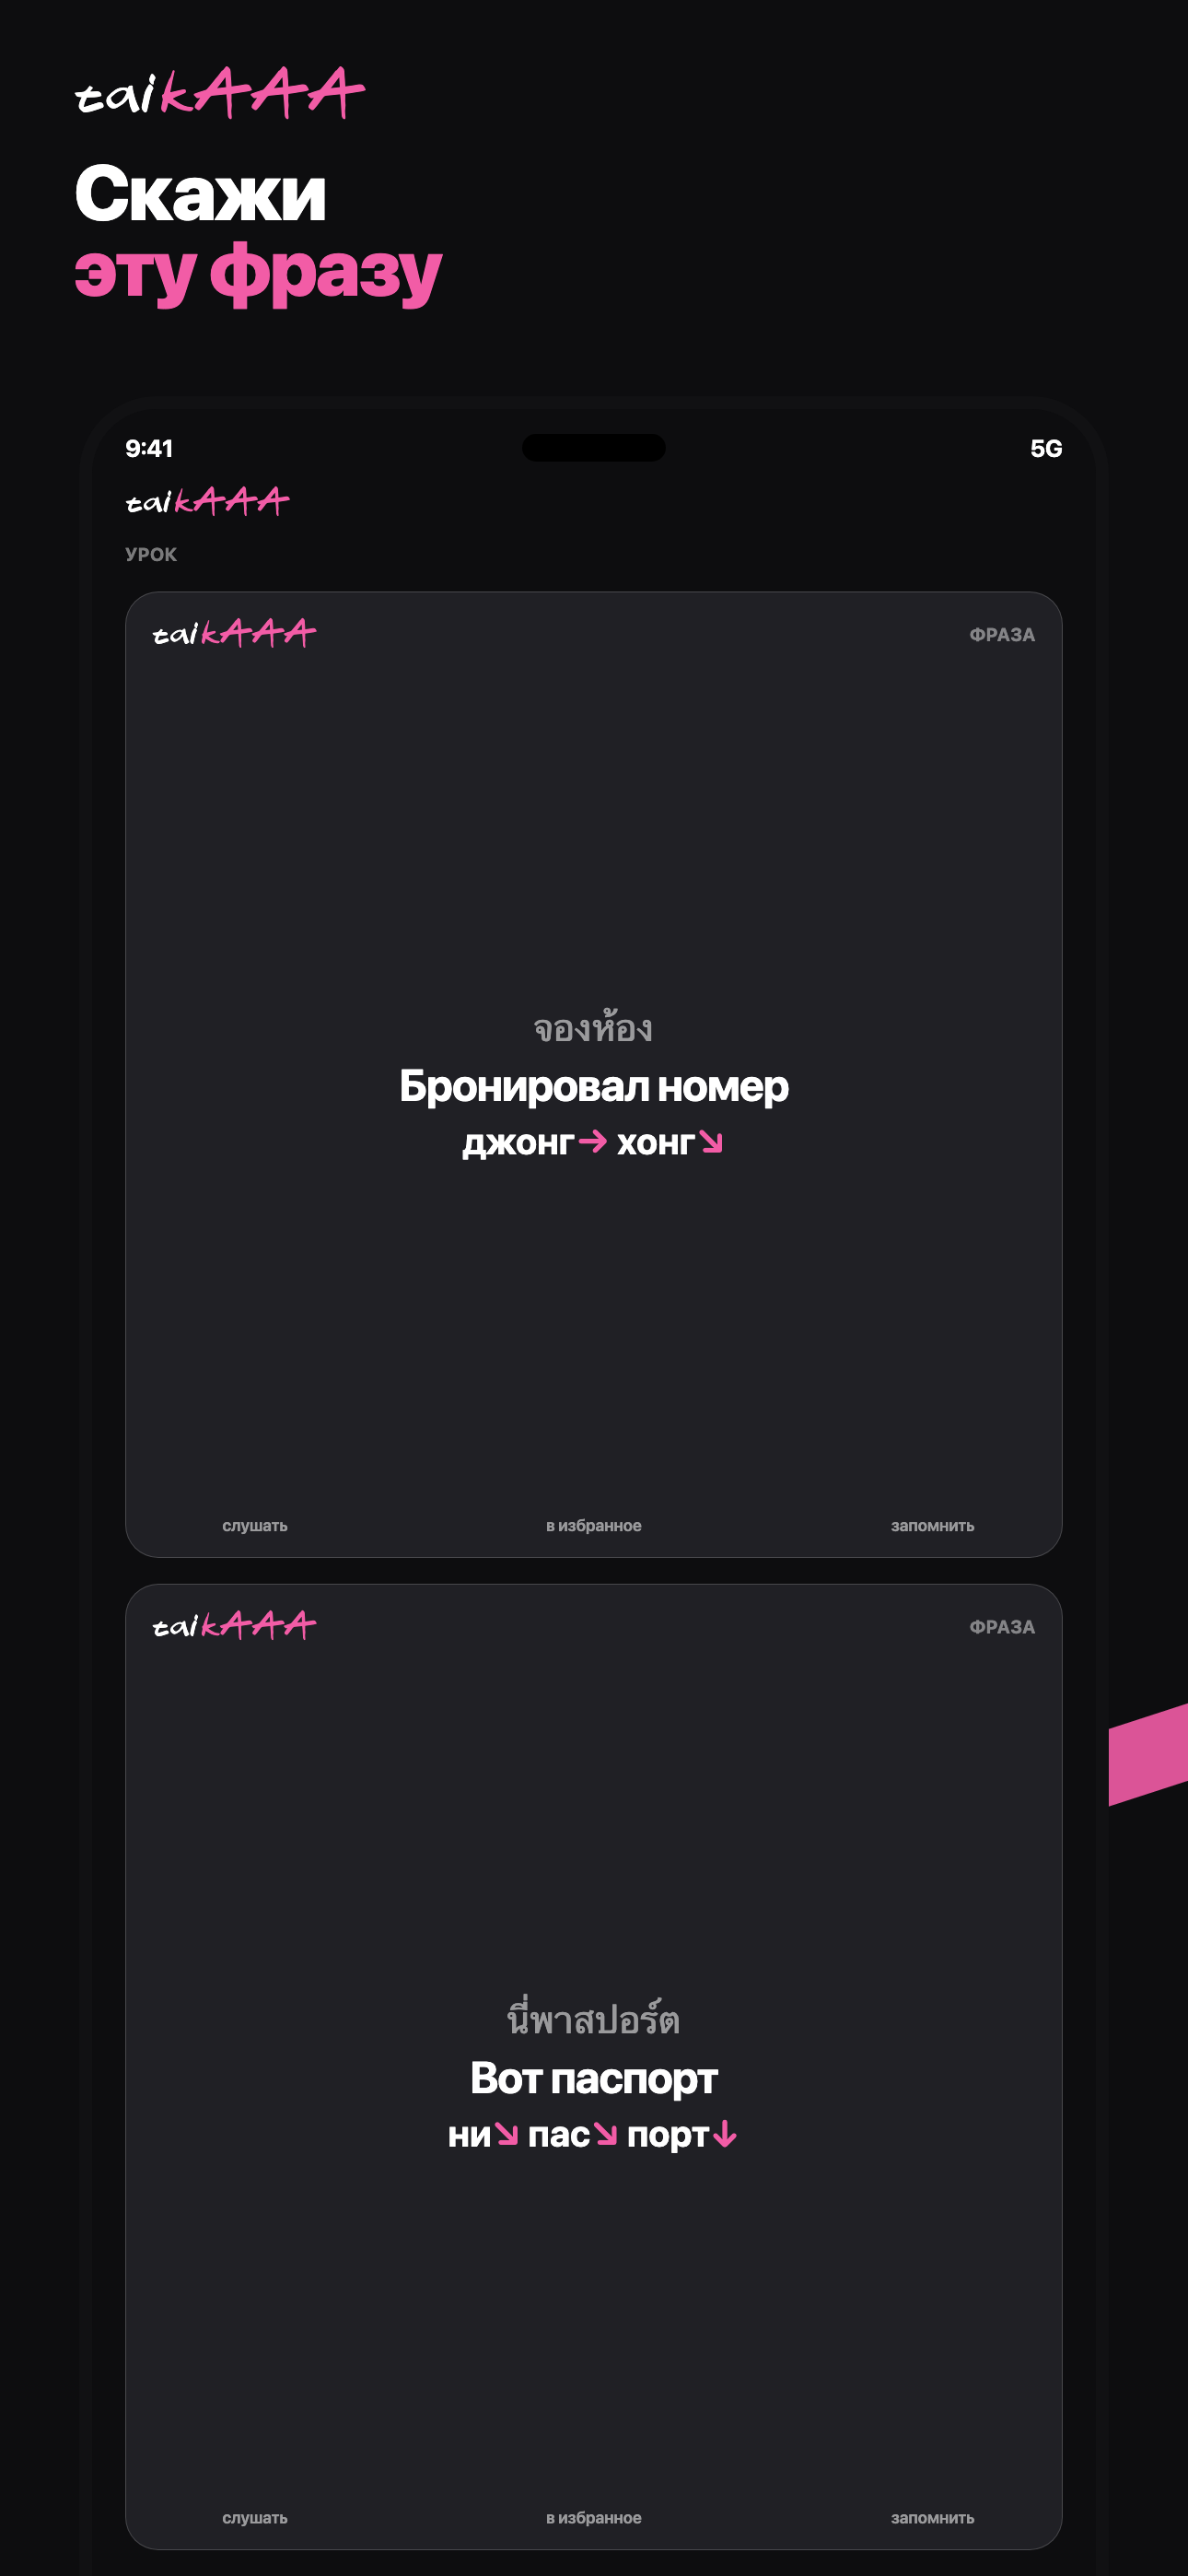 taikAAA
Скажи
эту фразу
9:41 5G
taikAAA
УРОК
taikAAA ФРАЗА
จองห้อง
Бронировал номер
джонг→ хонг↘
слушать в избранное запомнить
taikAAA ФРАЗА
นี่พาสปอร์ต
Вот паспорт
ни↘ пас↘ порт↓
слушать в избранное запомнить